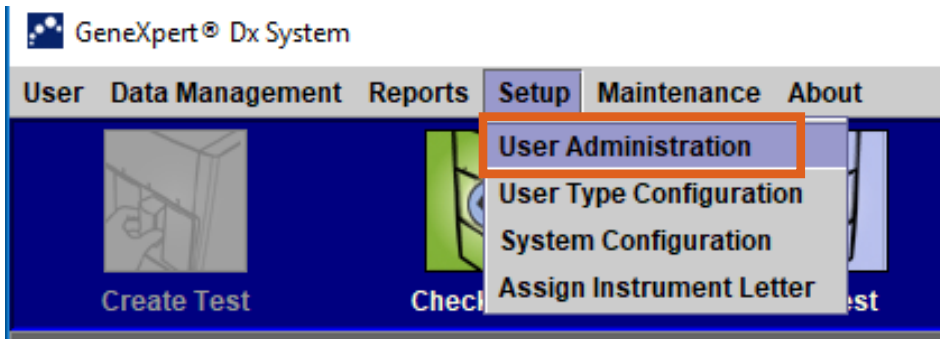 GeneXpert® Dx System
User Data Management Reports Setup Maintenance About
User Administration
User Type Configuration
System Configuration
Assign Instrument Letter
Create Test